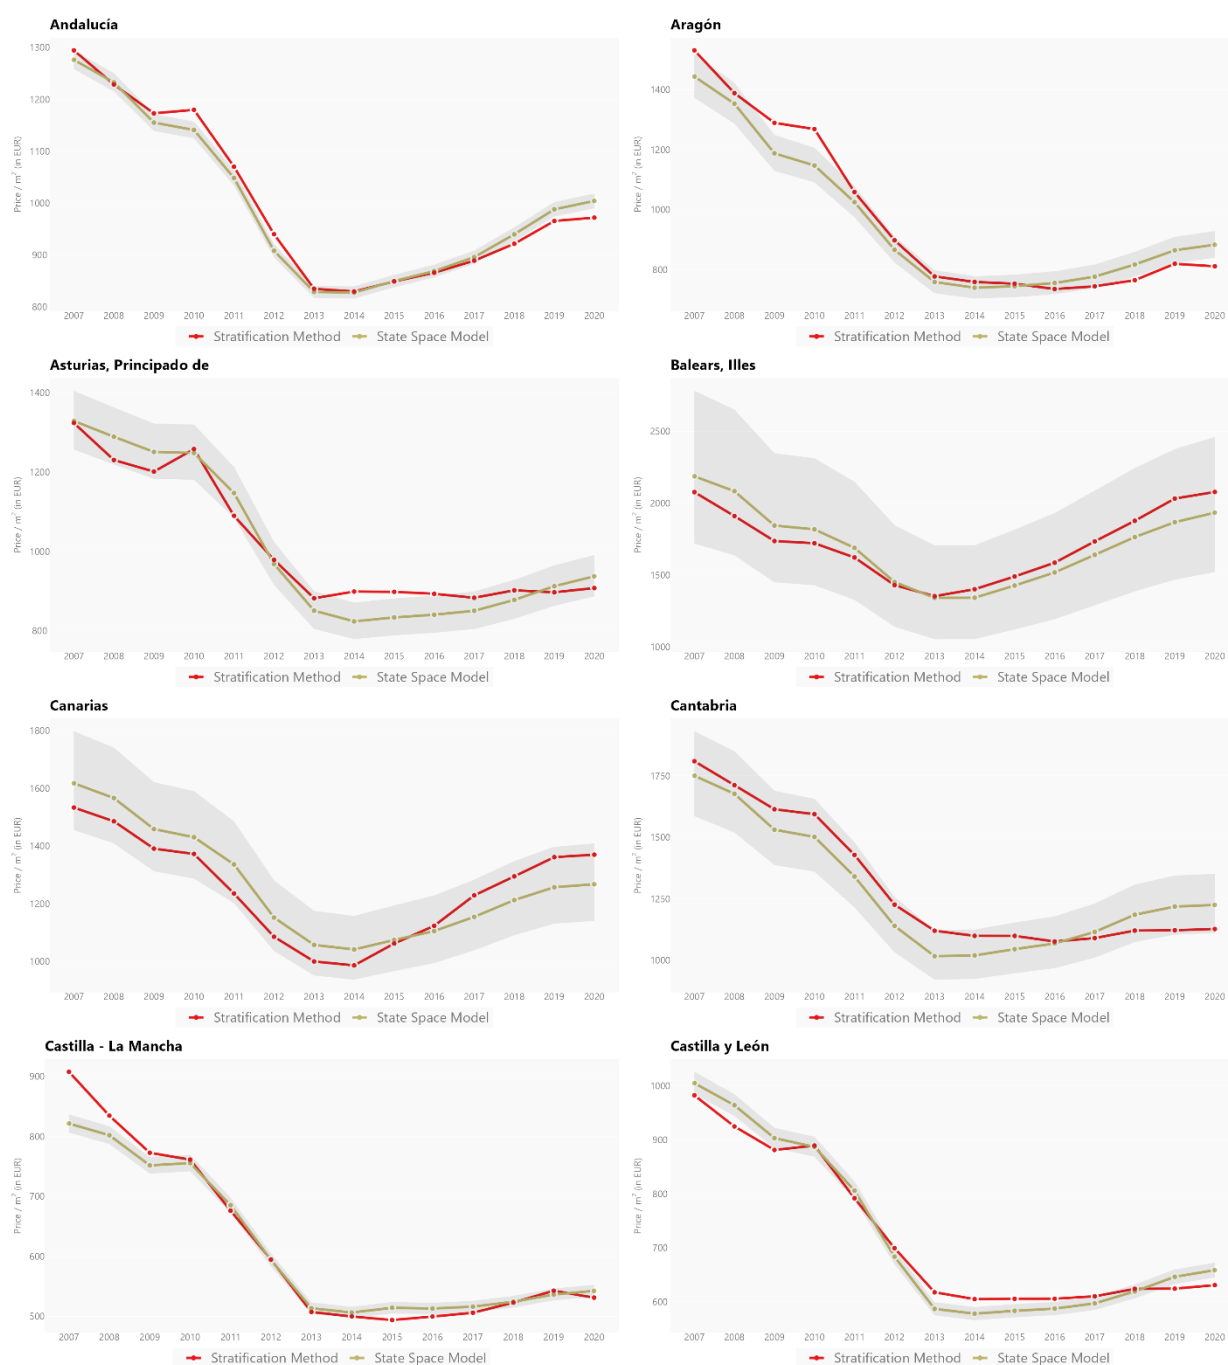 Andalucía
Price / m² (in EUR)
1300
1200
1100
1000
900
800
2007 2008 2009 2010 2011 2012 2013 2014 2015 2016 2017 2018 2019 2020
Stratification Method State Space Model
Aragón
Price / m² (in EUR)
1400
1200
1000
800
2007 2008 2009 2010 2011 2012 2013 2014 2015 2016 2017 2018 2019 2020
Stratification Method State Space Model
Asturias, Principado de
Price / m² (in EUR)
1400
1200
1000
800
2007 2008 2009 2010 2011 2012 2013 2014 2015 2016 2017 2018 2019 2020
Stratification Method State Space Model
Balears, Illes
Price / m² (in EUR)
2500
2000
1500
1000
2007 2008 2009 2010 2011 2012 2013 2014 2015 2016 2017 2018 2019 2020
Stratification Method State Space Model
Canarias
Price / m² (in EUR)
1800
1600
1400
1200
1000
2007 2008 2009 2010 2011 2012 2013 2014 2015 2016 2017 2018 2019 2020
Stratification Method State Space Model
Cantabria
Price / m² (in EUR)
1750
1500
1250
1000
2007 2008 2009 2010 2011 2012 2013 2014 2015 2016 2017 2018 2019 2020
Stratification Method State Space Model
Castilla - La Mancha
Price / m² (in EUR)
900
800
700
600
500
2007 2008 2009 2010 2011 2012 2013 2014 2015 2016 2017 2018 2019 2020
Stratification Method State Space Model
Castilla y León
Price / m² (in EUR)
1000
900
800
700
600
2007 2008 2009 2010 2011 2012 2013 2014 2015 2016 2017 2018 2019 2020
Stratification Method State Space Model